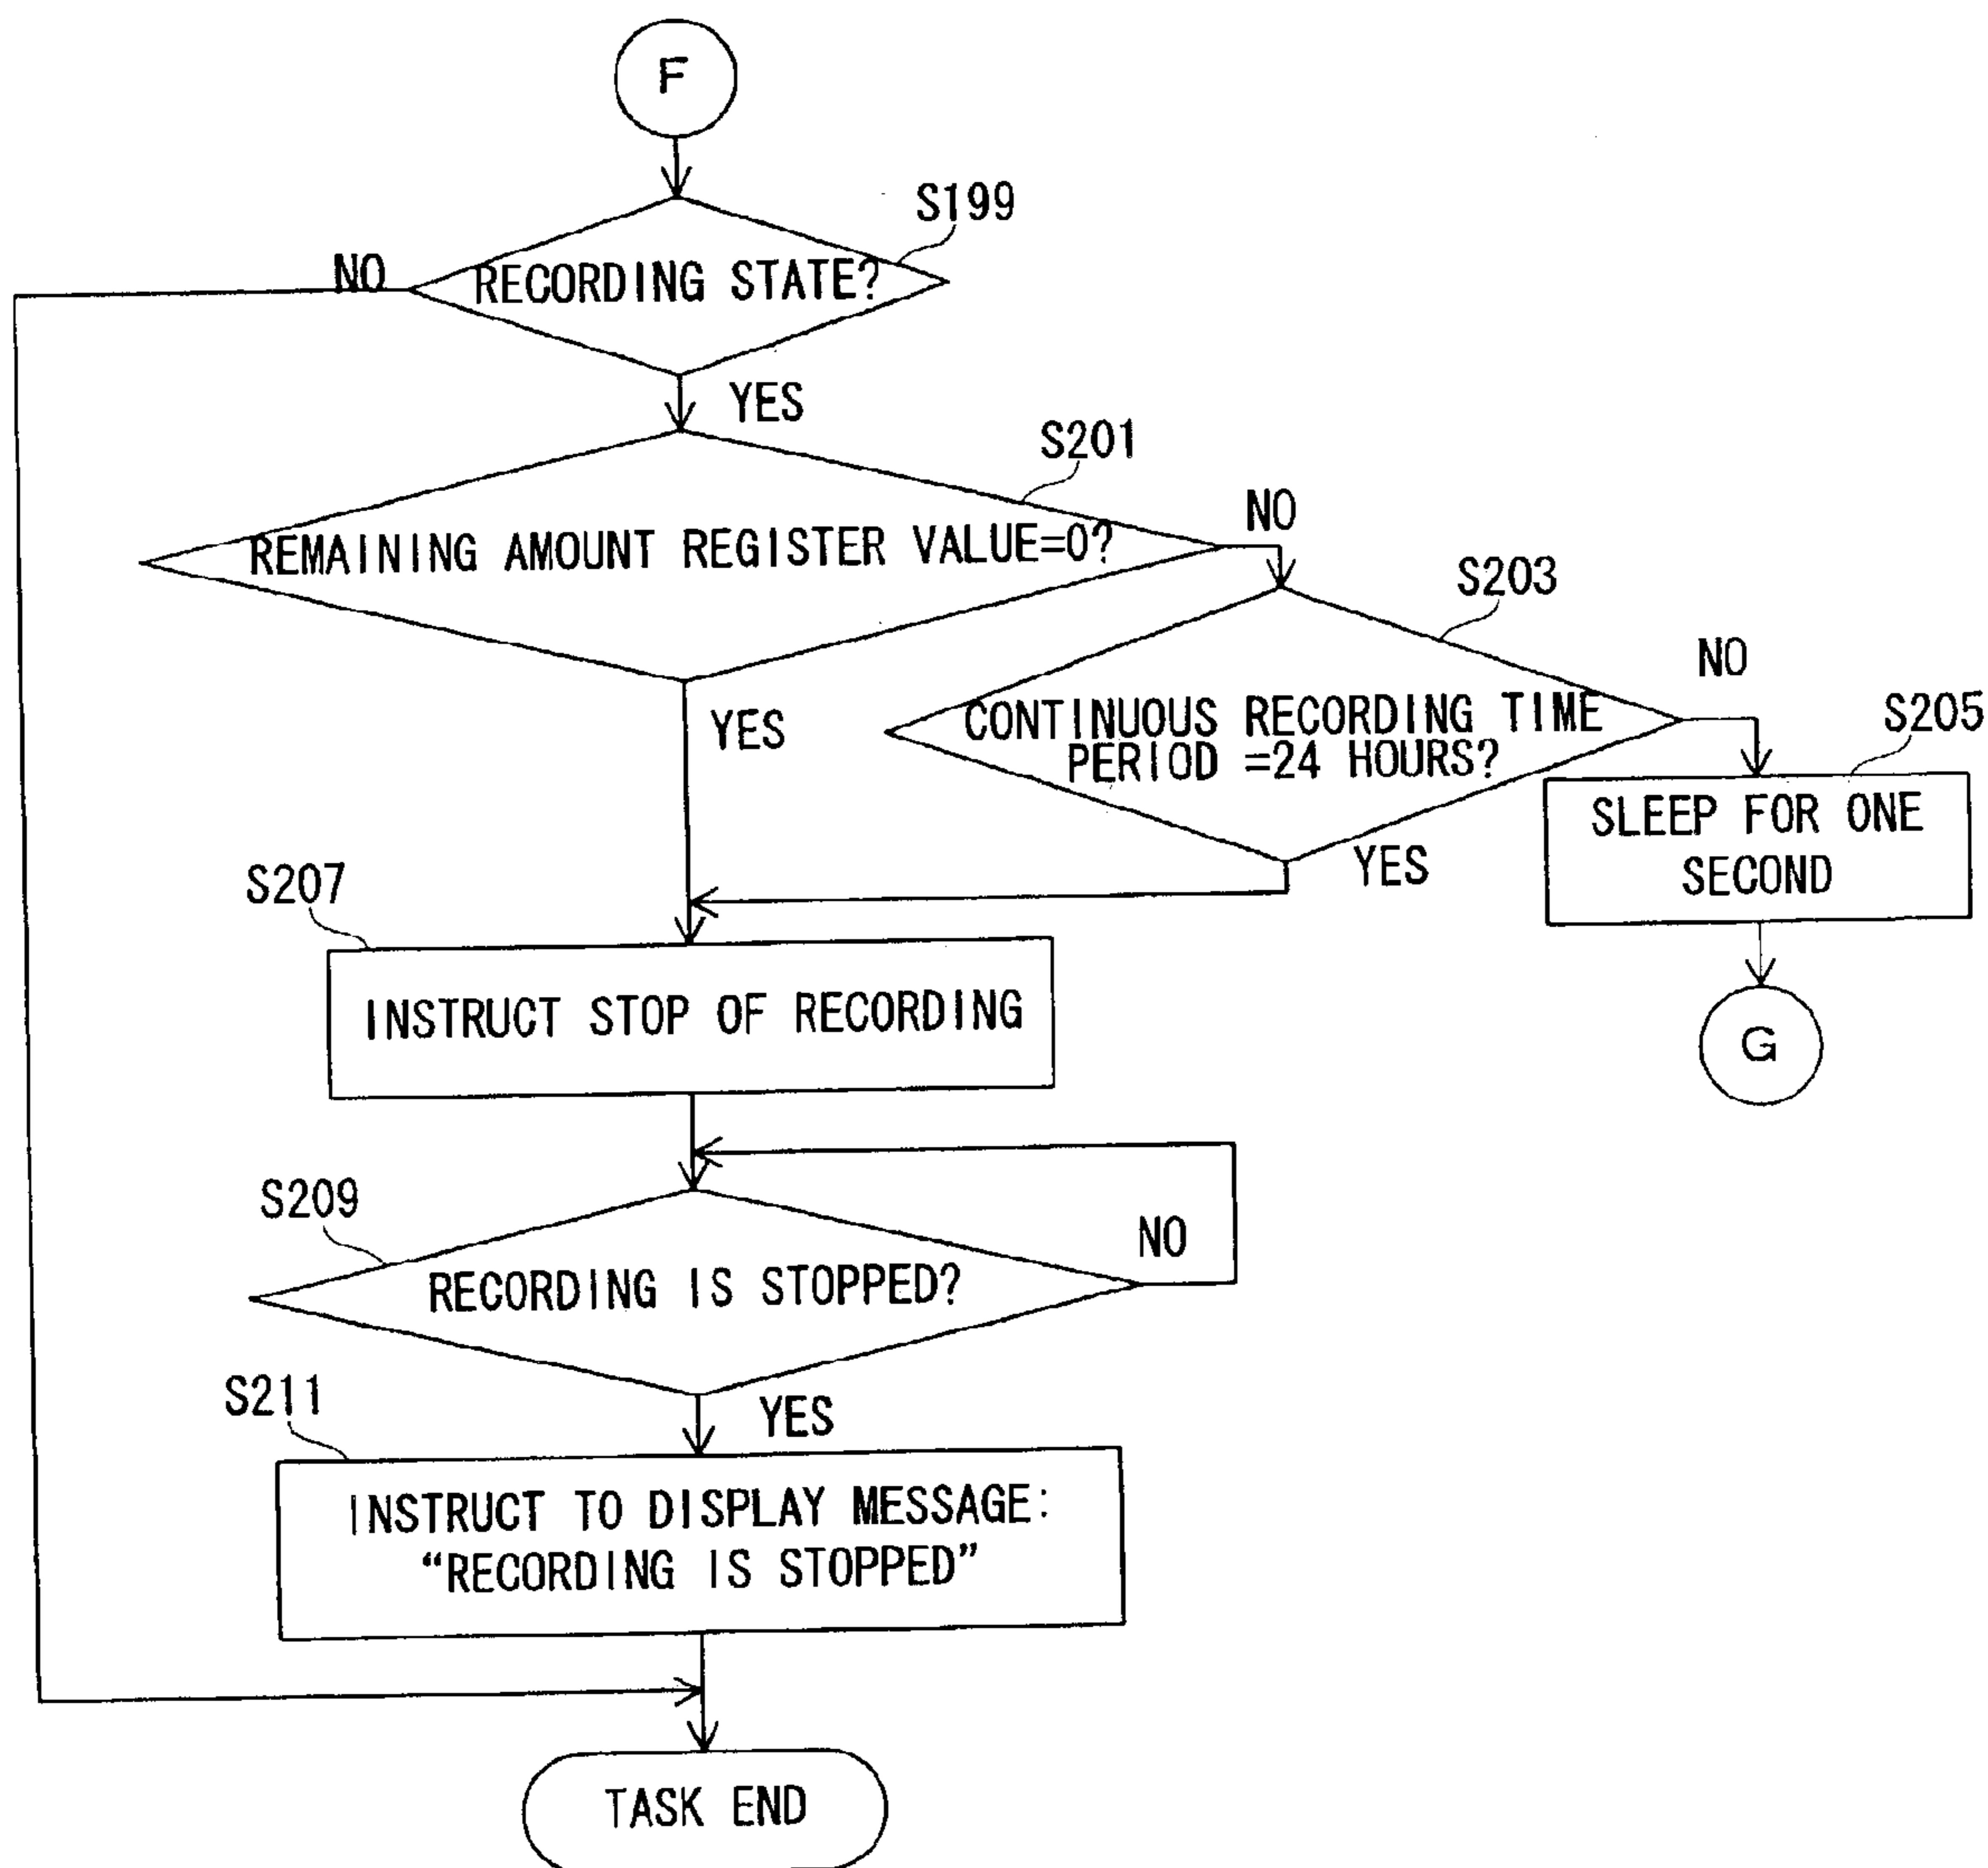 F
S199
NO
RECORDING STATE?
YES
S201
NO
REMAINING AMOUNT REGISTER VALUE=0?
S203
NO
YES
CONTINUOUS RECORDING TIME
PERIOD =24 HOURS?
S205
SLEEP FOR ONE
SECOND
YES
S207
INSTRUCT STOP OF RECORDING
G
S209
NO
RECORDING IS STOPPED?
S211
YES
INSTRUCT TO DISPLAY MESSAGE:
“RECORDING IS STOPPED”
TASK END